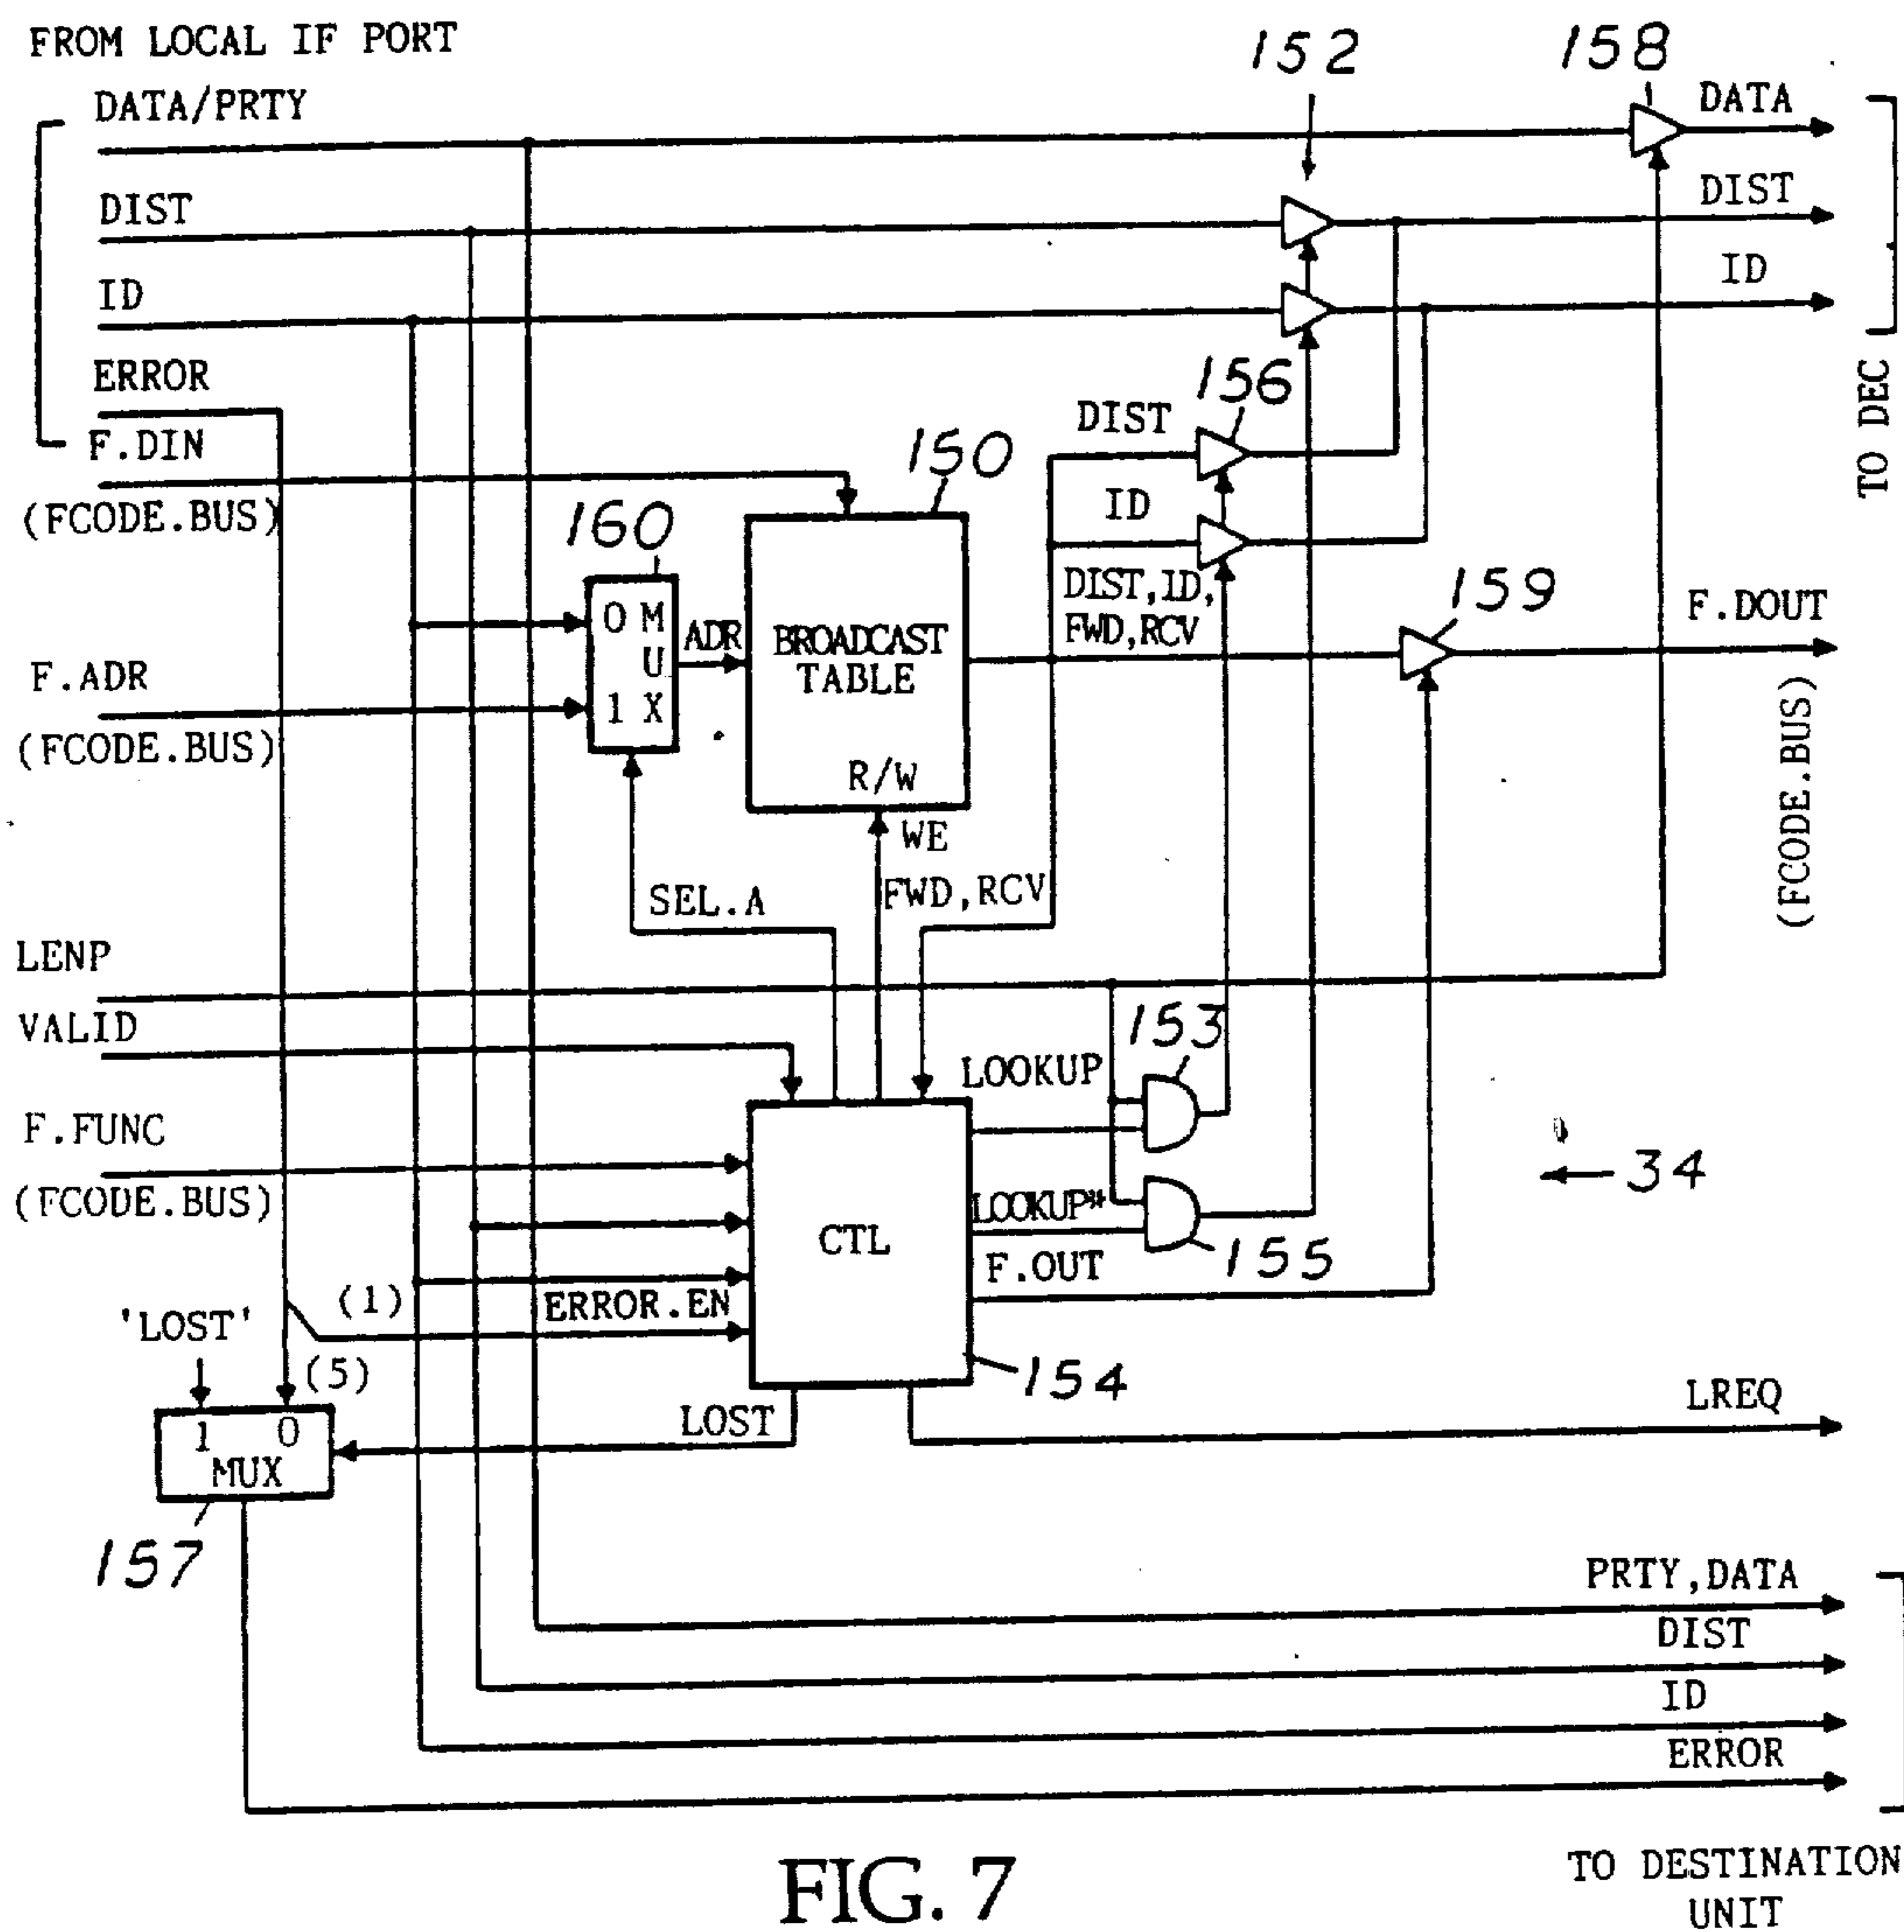 FROM LOCAL IF PORT
152
158
DATA/PRTY
DATA
DIST
DIST
ID
ID
ERROR
156
TO DEC
F.DIN
DIST
150
(FCODE.BUS)
160
ID
DIST,ID,
FWD,RCV
159
F.DOUT
0 M
U
1 X
ADR
BROADCAST
TABLE
F.ADR
(FCODE.BUS)
(FCODE.BUS)
R/W
WE
SEL.A
FWD,RCV
LENP
153
VALID
LOOKUP
F.FUNC
34
(FCODE.BUS)
LOOKUP*
CTL
155
F.OUT
(1)
ERROR.EN
'LOST'
(5)
154
LREQ
LOST
1 0
MUX
157
PRTY,DATA
DIST
ID
ERROR
TO DESTINATION
UNIT
FIG. 7